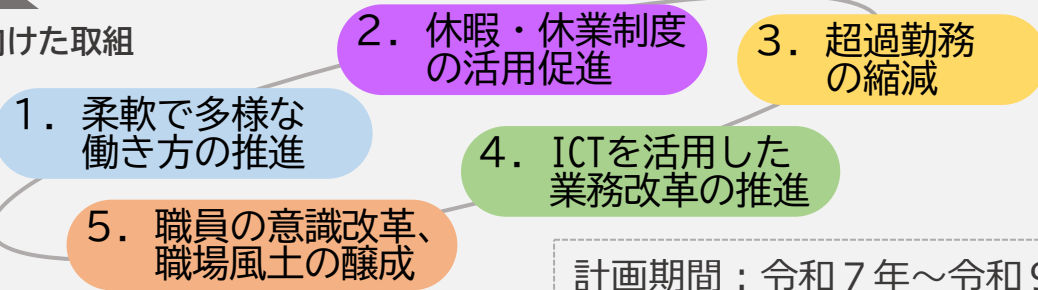 けた取組
1．柔軟で多様な
働き方の推進
2．休暇・休業制度
の活用促進
3．超過勤務
の縮減
4．ICTを活用した
業務改革の推進
5．職員の意識改革、
職場風土の醸成
計画期間：令和７年～令和９